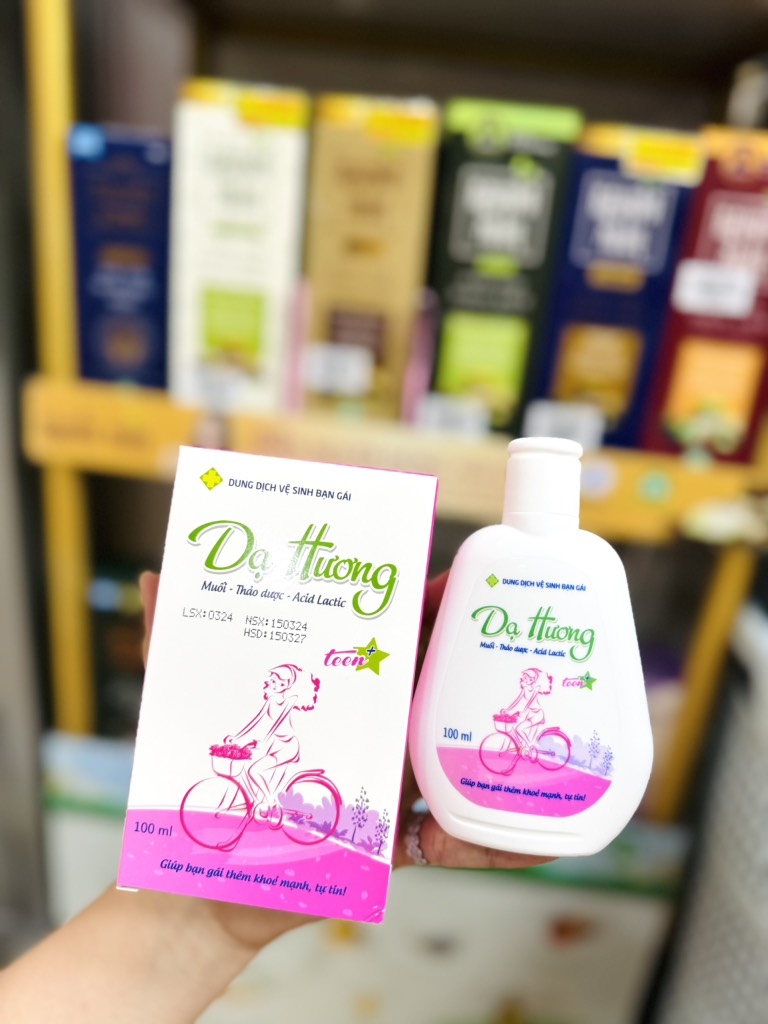 DUNG DỊCH VỆ SINH BẠN GÁI
Dạ Hương
Muối - Thảo dược - Acid Lactic
LSX:0324 NSX:150324
HSD:150327
teen+
100 ml
Giúp bạn gái thêm khoẻ mạnh, tự tin!
DUNG DỊCH VỆ SINH BẠN GÁI
Dạ Hương
Muối - Thảo dược - Acid Lactic
teen+
100 ml
Giúp bạn gái thêm khoẻ mạnh, tự tin!